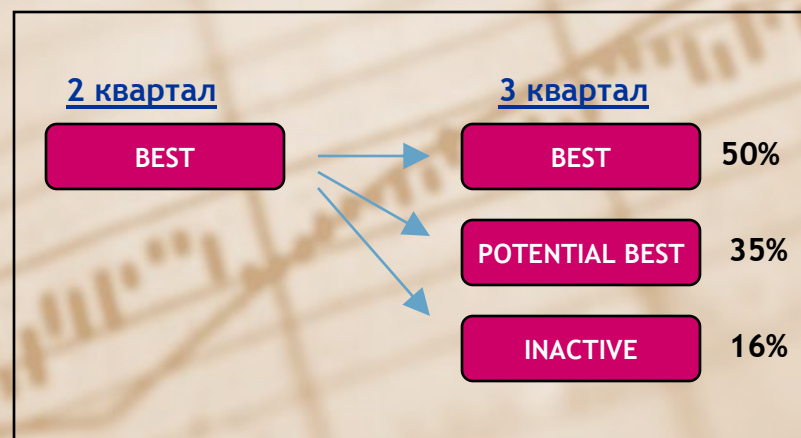 2 квартал
3 квартал
BEST
BEST
50%
POTENTIAL BEST
35%
INACTIVE
16%